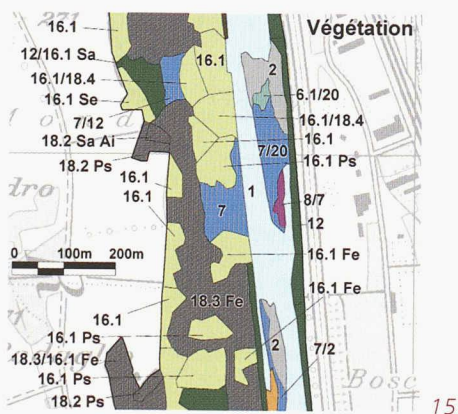 Végétation
271
16.1
12/16.1 Sa
16.1/18.4
16.1 Se
7/12
18.2 Sa Al
18.2 Ps
16.1
16.1
16.1
2
6.1/20
16.1/18.4
16.1
7/20
16.1 Ps
1
8/7
7
12
dro
0 100m 200m
16.1 Fe
18.3 Fe
16.1 Fe
16.1
16.1 Ps
18.3/16.1 Fe
16.1 Ps
18.2 Ps
2
7/2
Bosc
15